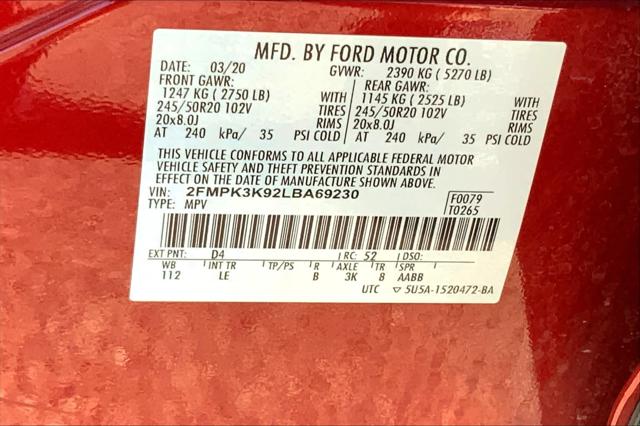 MFD. BY FORD MOTOR CO.
DATE: 03/20 GVWR: 2390 KG ( 5270 LB)
FRONT GAWR: REAR GAWR:
1247 KG ( 2750 LB) WITH 1145 KG ( 2525 LB) WITH
245/50R20 102V TIRES 245/50R20 102V TIRES
20x8.0J RIMS 20x8.0J RIMS
AT 240 kPa/ 35 PSI COLD AT 240 kPa/ 35 PSI COLD
THIS VEHICLE CONFORMS TO ALL APPLICABLE FEDERAL MOTOR
VEHICLE SAFETY AND THEFT PREVENTION STANDARDS IN
EFFECT ON THE DATE OF MANUFACTURE SHOWN ABOVE.
VIN: 2FMPK3K92LBA69230 F0079
TYPE: MPV T0265
EXT PNT: D4 RC: 52 DSO:
WB INT TR TP/PS R AXLE TR SPR
112 LE B 3K 8 AABB
UTC ▽ 5U5A-1520472-BA